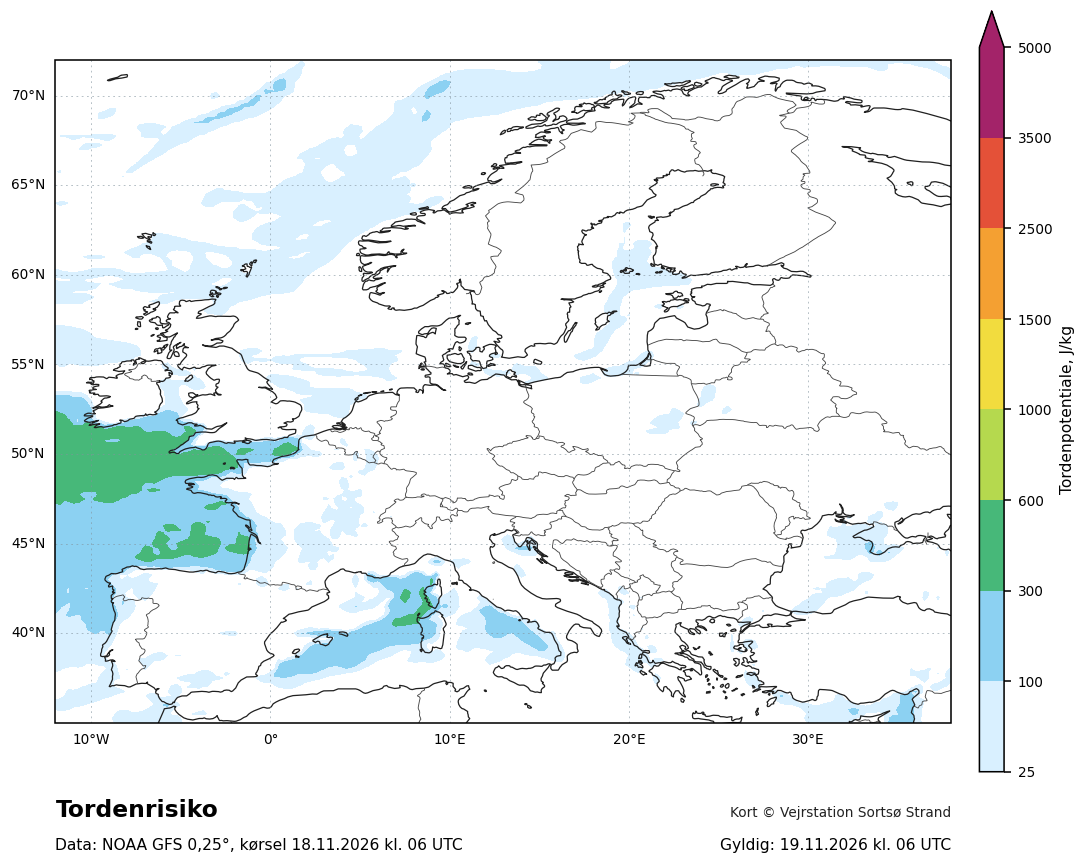 70°N
65°N
60°N
55°N
50°N
45°N
40°N
10°W
0°
10°E
20°E
30°E
5000
3500
2500
1500
1000
600
300
100
25
Tordenpotentiale, J/kg
Tordenrisiko
Kort © Vejrstation Sortsø Strand
Data: NOAA GFS 0,25°, kørsel 18.11.2026 kl. 06 UTC
Gyldig: 19.11.2026 kl. 06 UTC